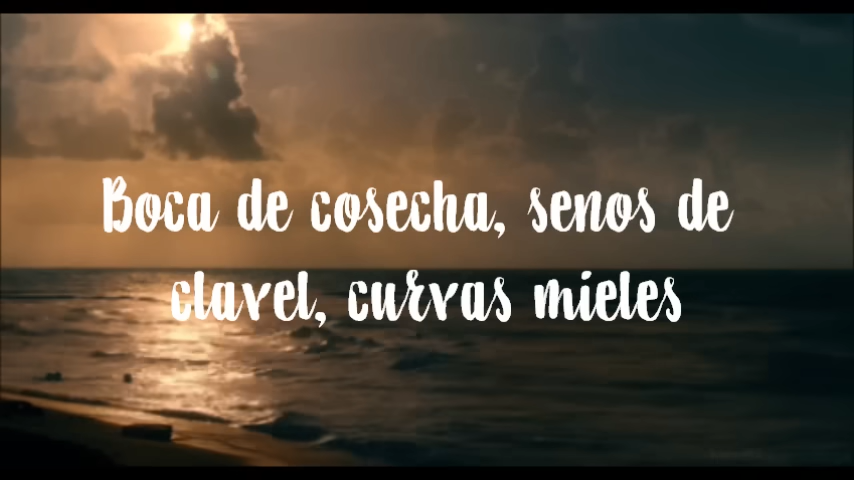 Boca de cosecha, senos de
clavel, curvas mieles